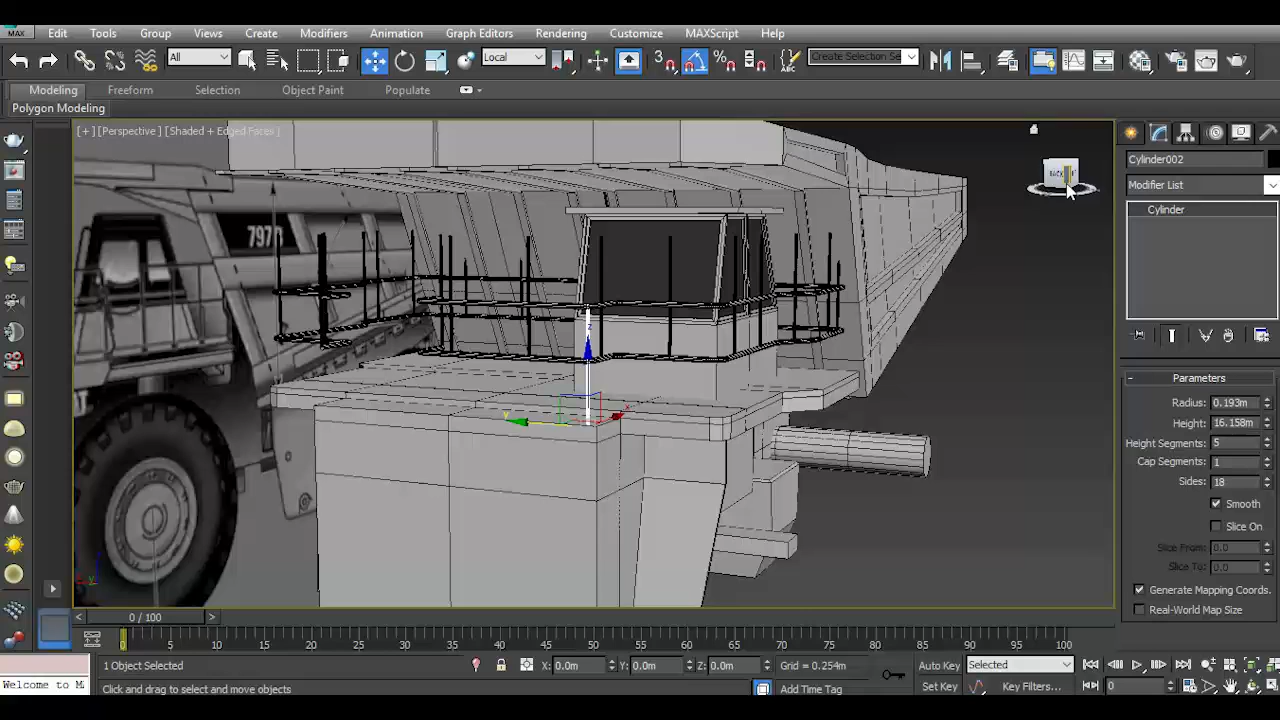 MAX Edit Tools Group Views Create Modifiers Animation Graph Editors Rendering Customize MAXScript Help
All Local Create Selection Se
Modeling Freeform Selection Object Paint Populate
Polygon Modeling
[+] [Perspective] [Shaded + Edged Faces]
BACK
797
Cylinder002
Modifier List
Cylinder
Parameters
Radius: 0.193m
Height: 16.158m
Height Segments: 5
Cap Segments: 1
Sides: 18
Smooth
Slice On
Slice From: 0.0
Slice To: 0.0
Generate Mapping Coords.
Real-World Map Size
z
y
x
y
< 0 / 100 >
0 5 10 15 20 25 30 35 40 45 50 55 60 65 70 75 80 85 90 95 100
1 Object Selected X: 0.0m Y: 0.0m Z: 0.0m Grid = 0.254m Auto Key Selected
Welcome to M Click and drag to select and move objects Add Time Tag Set Key Key Filters... 0